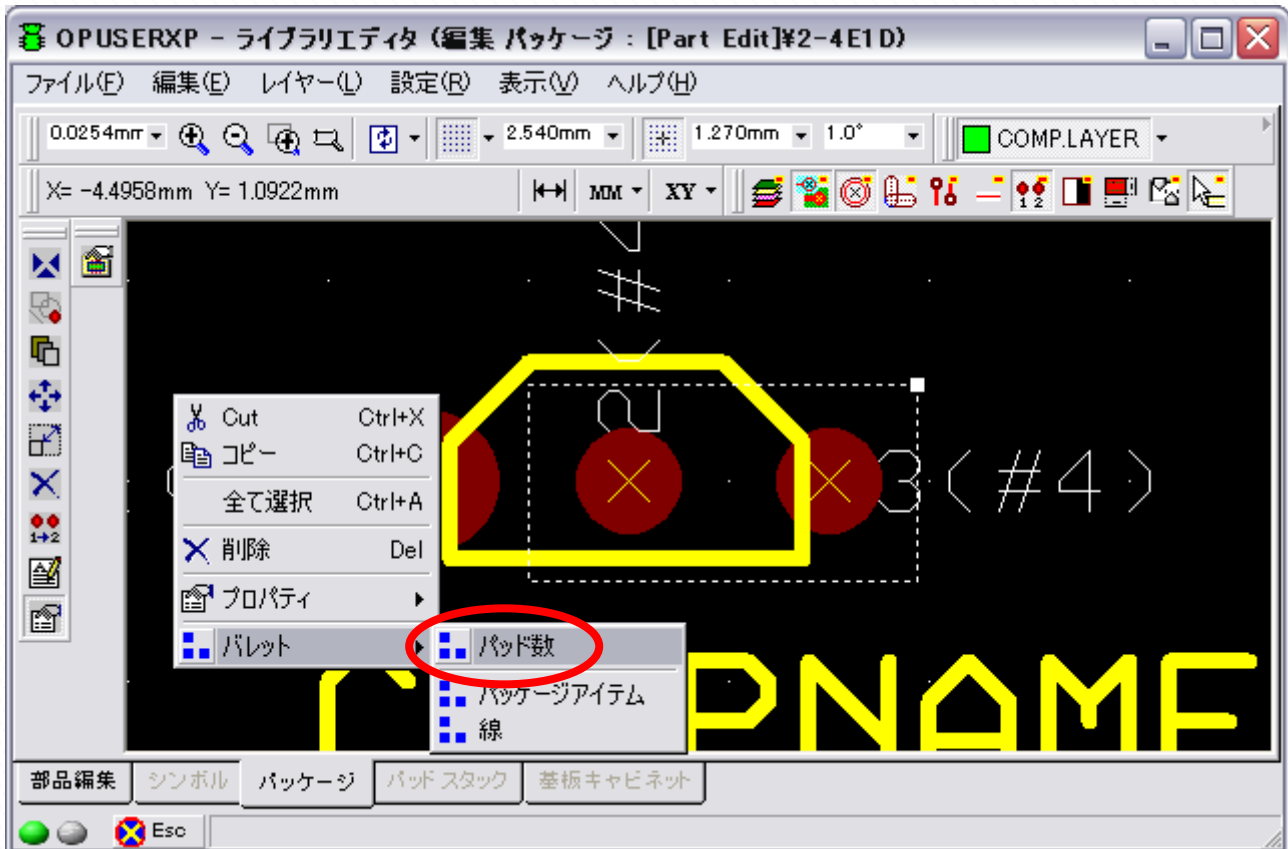 OPUSERXP - ライブラリエディタ (編集 パッケージ : [Part Edit]¥2-4E1D)
ファイル(F) 編集(E) レイヤー(L) 設定(R) 表示(V) ヘルプ(H)
0.0254mm 2.540mm 1.270mm 1.0° COMP.LAYER
X= -4.4958mm Y= 1.0922mm MM XY
2(#
3(#4)
Cut Ctrl+X
コピー Ctrl+C
全て選択 Ctrl+A
削除 Del
プロパティ
パレット
パッド数
パッケージアイテム
線
PNAME
部品編集 シンボル パッケージ パッド スタック 基板キャビネット
Esc